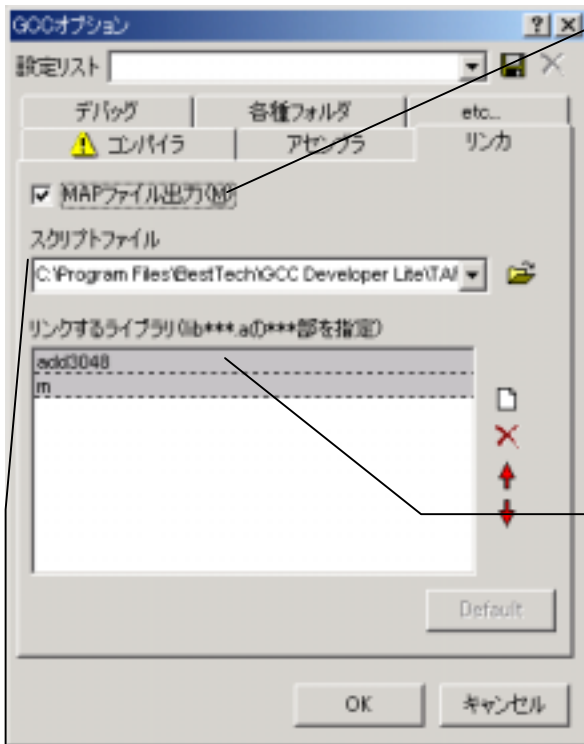 GCCオプション
設定リスト
デバッグ 各種フォルダ etc...
コンパイラ アセンブラ リンカ
MAPファイル出力(M)
スクリプトファイル
C:\Program Files\BestTech\GCC Developer Lite\TAR
リンクするライブラリ(lib***.aの***部を指定)
add3048
m
Default
OK キャンセル